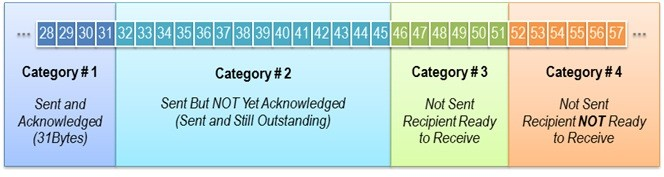 ... 28 29 30 31 32 33 34 35 36 37 38 39 40 41 42 43 44 45 46 47 48 49 50 51 52 53 54 55 56 57 ...
Category # 1
Sent and
Acknowledged
(31Bytes)
Category # 2
Sent But NOT Yet Acknowledged
(Sent and Still Outstanding)
Category # 3
Not Sent
Recipient Ready
to Receive
Category # 4
Not Sent
Recipient NOT Ready
to Receive